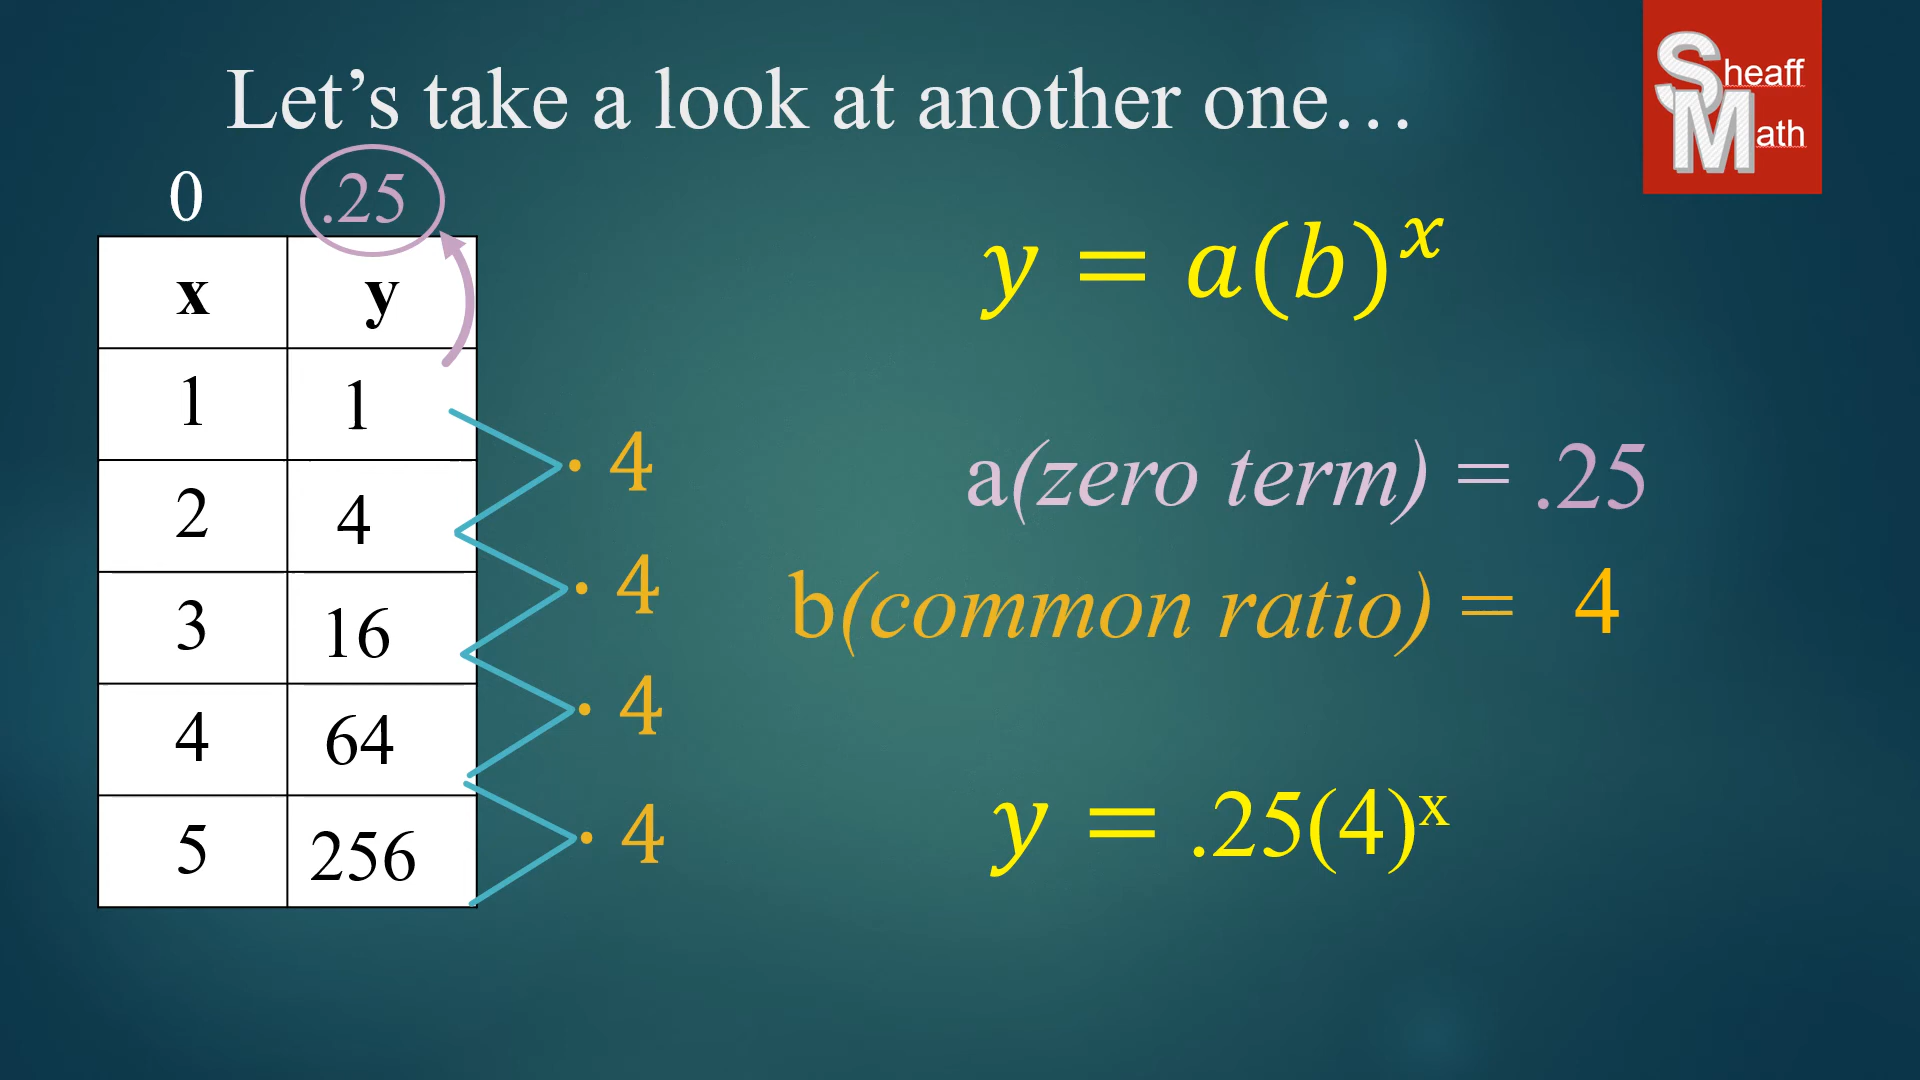 Let’s take a look at another one…
Sheaff
Math
0 .25
x y
1 1
2 4
3 16
4 64
5 256
· 4
· 4
· 4
· 4
y = a(b)ˣ
a(zero term) = .25
b(common ratio) = 4
y = .25(4)ˣ